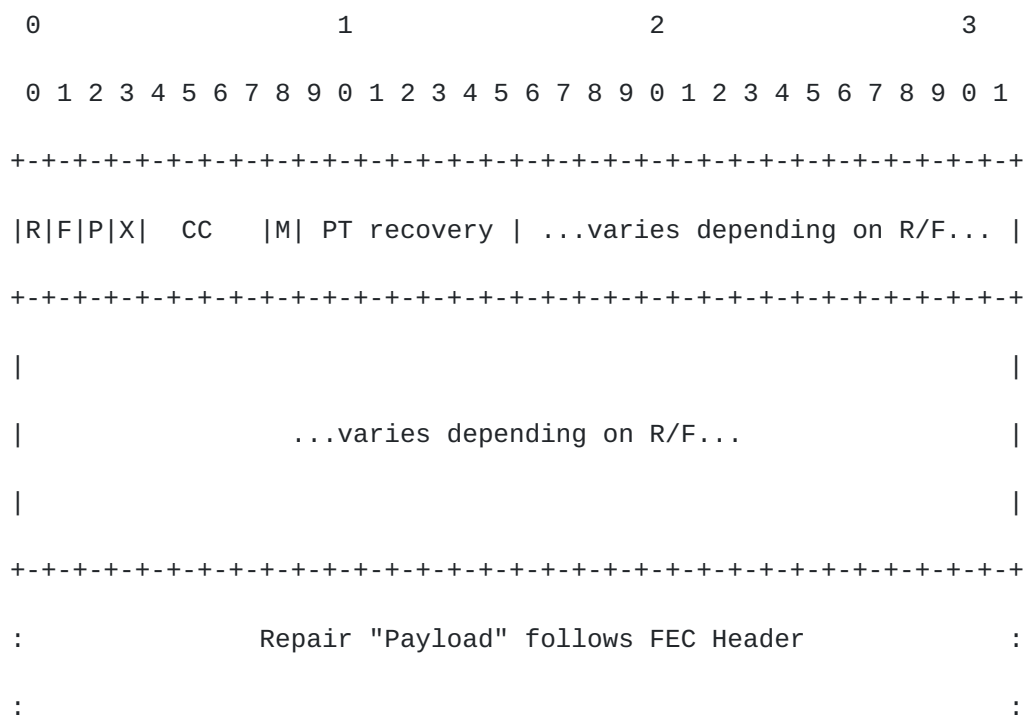 0                   1                   2                   3
 0 1 2 3 4 5 6 7 8 9 0 1 2 3 4 5 6 7 8 9 0 1 2 3 4 5 6 7 8 9 0 1
+-+-+-+-+-+-+-+-+-+-+-+-+-+-+-+-+-+-+-+-+-+-+-+-+-+-+-+-+-+-+-+-+
|R|F|P|X|  CC   |M| PT recovery | ...varies depending on R/F... |
+-+-+-+-+-+-+-+-+-+-+-+-+-+-+-+-+-+-+-+-+-+-+-+-+-+-+-+-+-+-+-+-+
|                                                               |
|                 ...varies depending on R/F...                 |
|                                                               |
+-+-+-+-+-+-+-+-+-+-+-+-+-+-+-+-+-+-+-+-+-+-+-+-+-+-+-+-+-+-+-+-+
:               Repair "Payload" follows FEC Header             :
:                                                               :